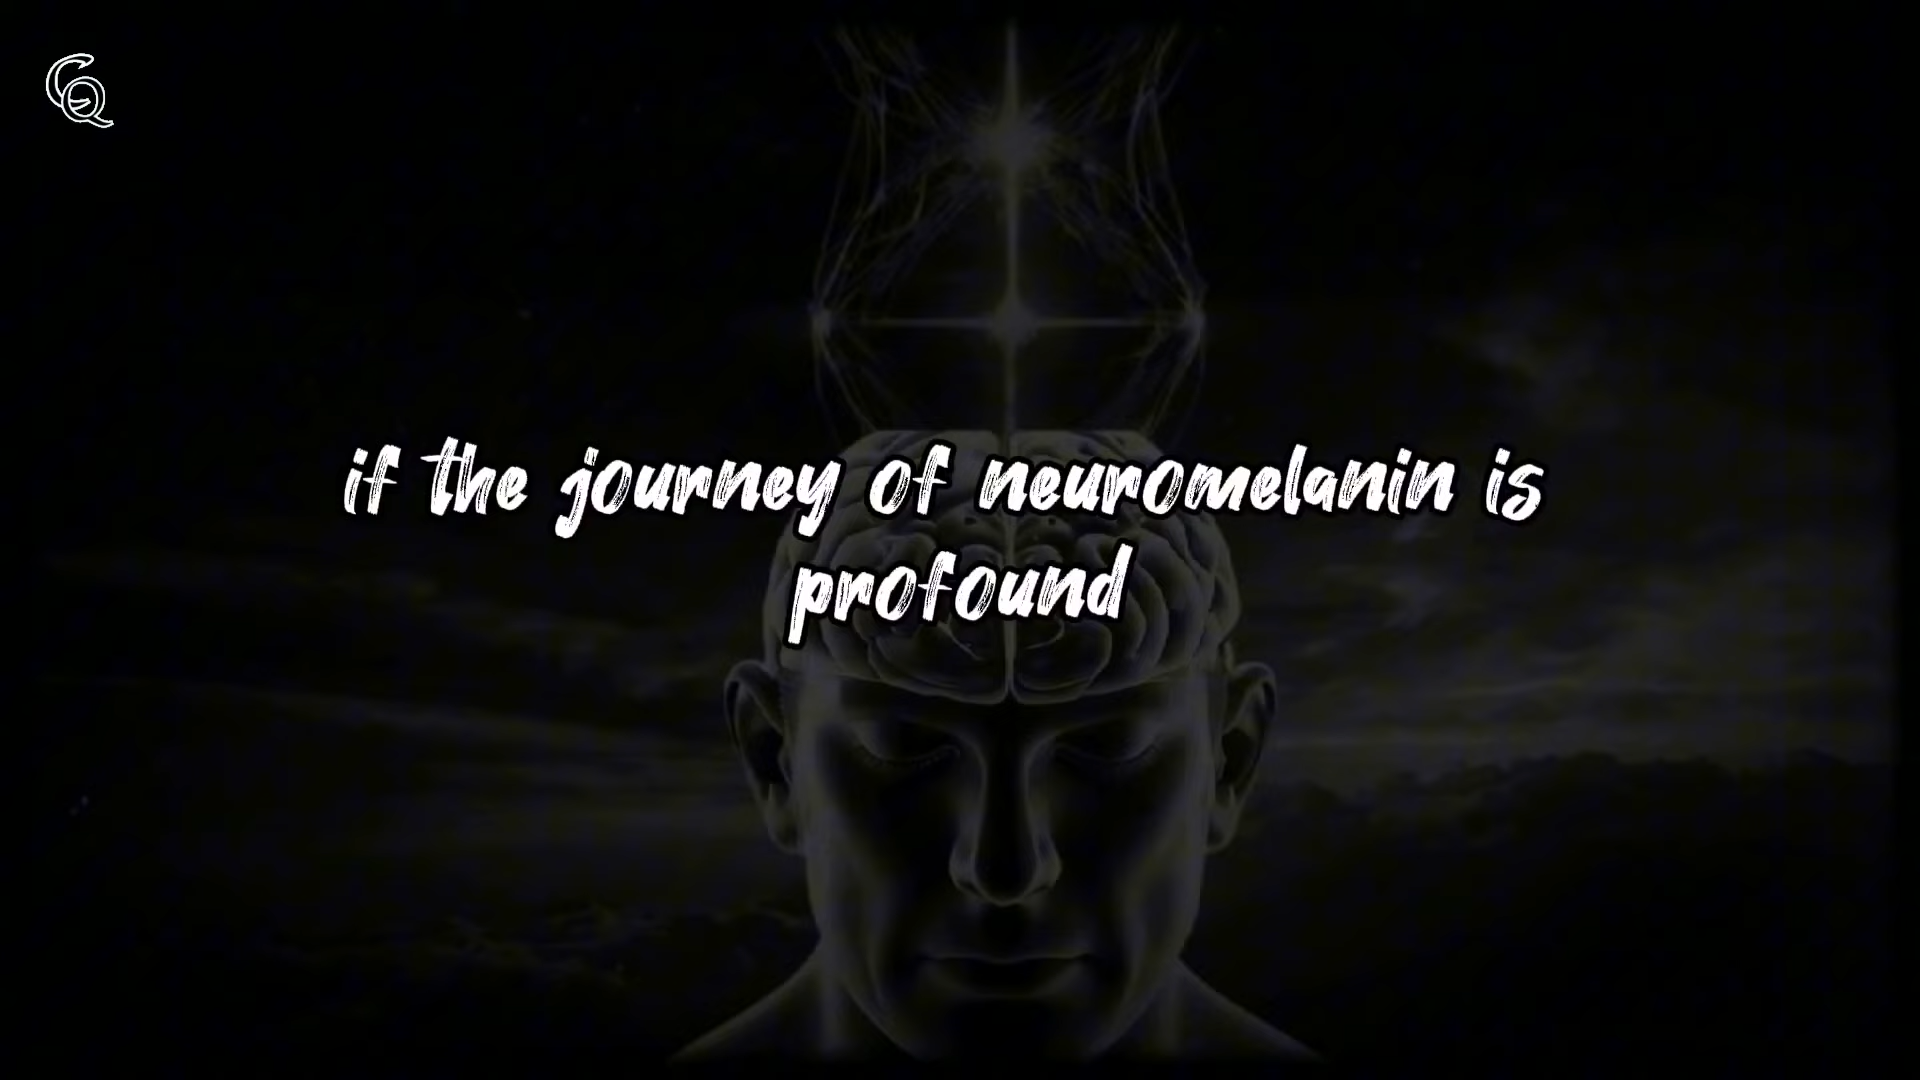 if the journey of neuromelanin is
profound